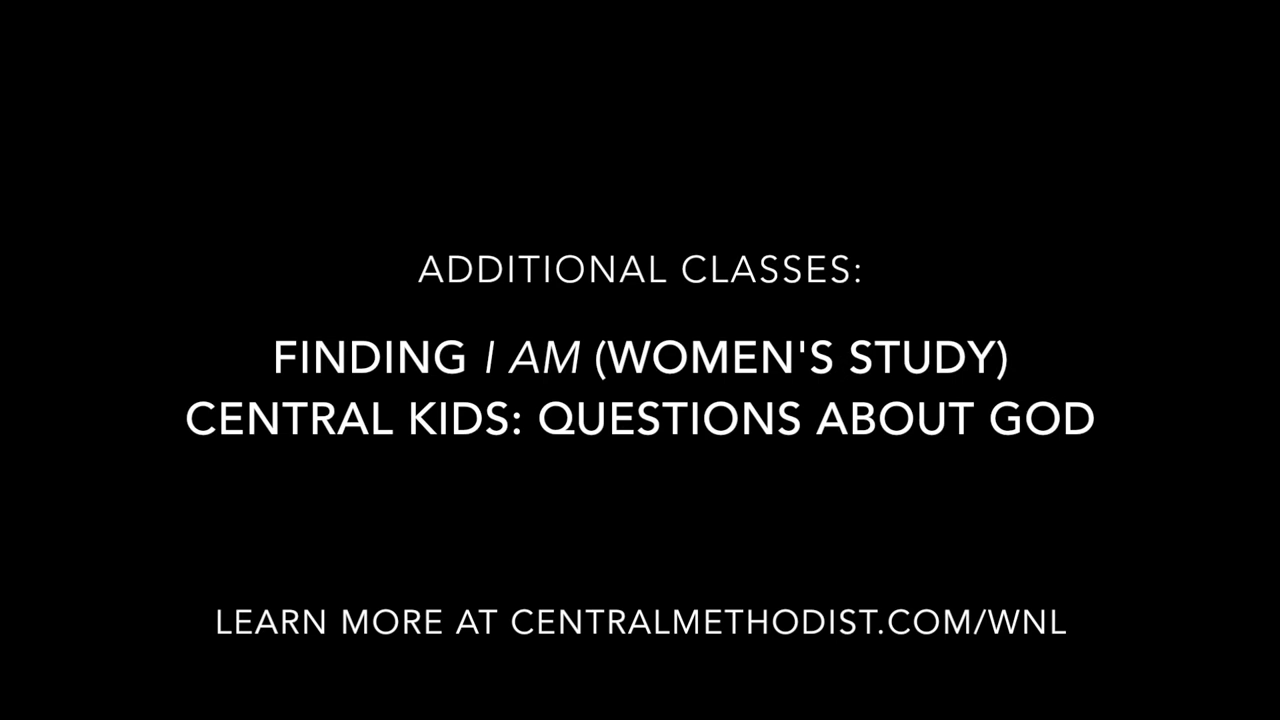 ADDITIONAL CLASSES:
FINDING I AM (WOMEN'S STUDY)
CENTRAL KIDS: QUESTIONS ABOUT GOD
LEARN MORE AT CENTRALMETHODIST.COM/WNL